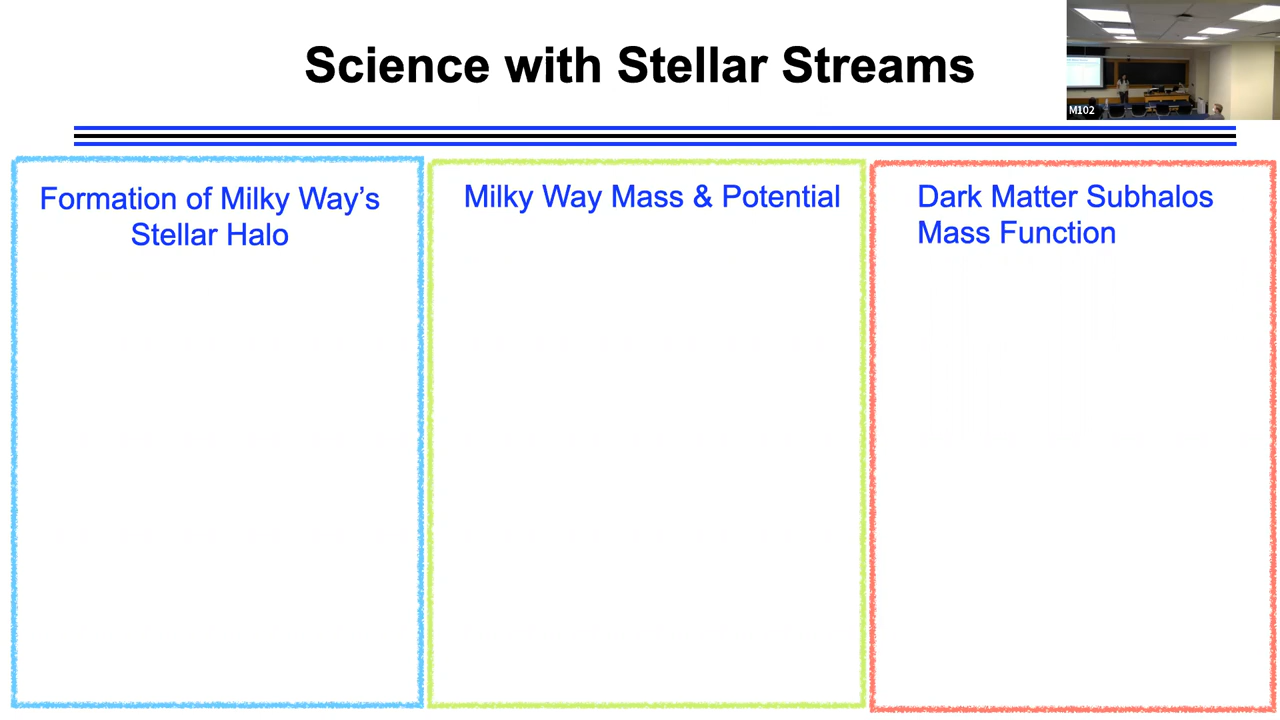 Science with Stellar Streams
M102
Formation of Milky Way's
Stellar Halo
Milky Way Mass & Potential
Dark Matter Subhalos
Mass Function